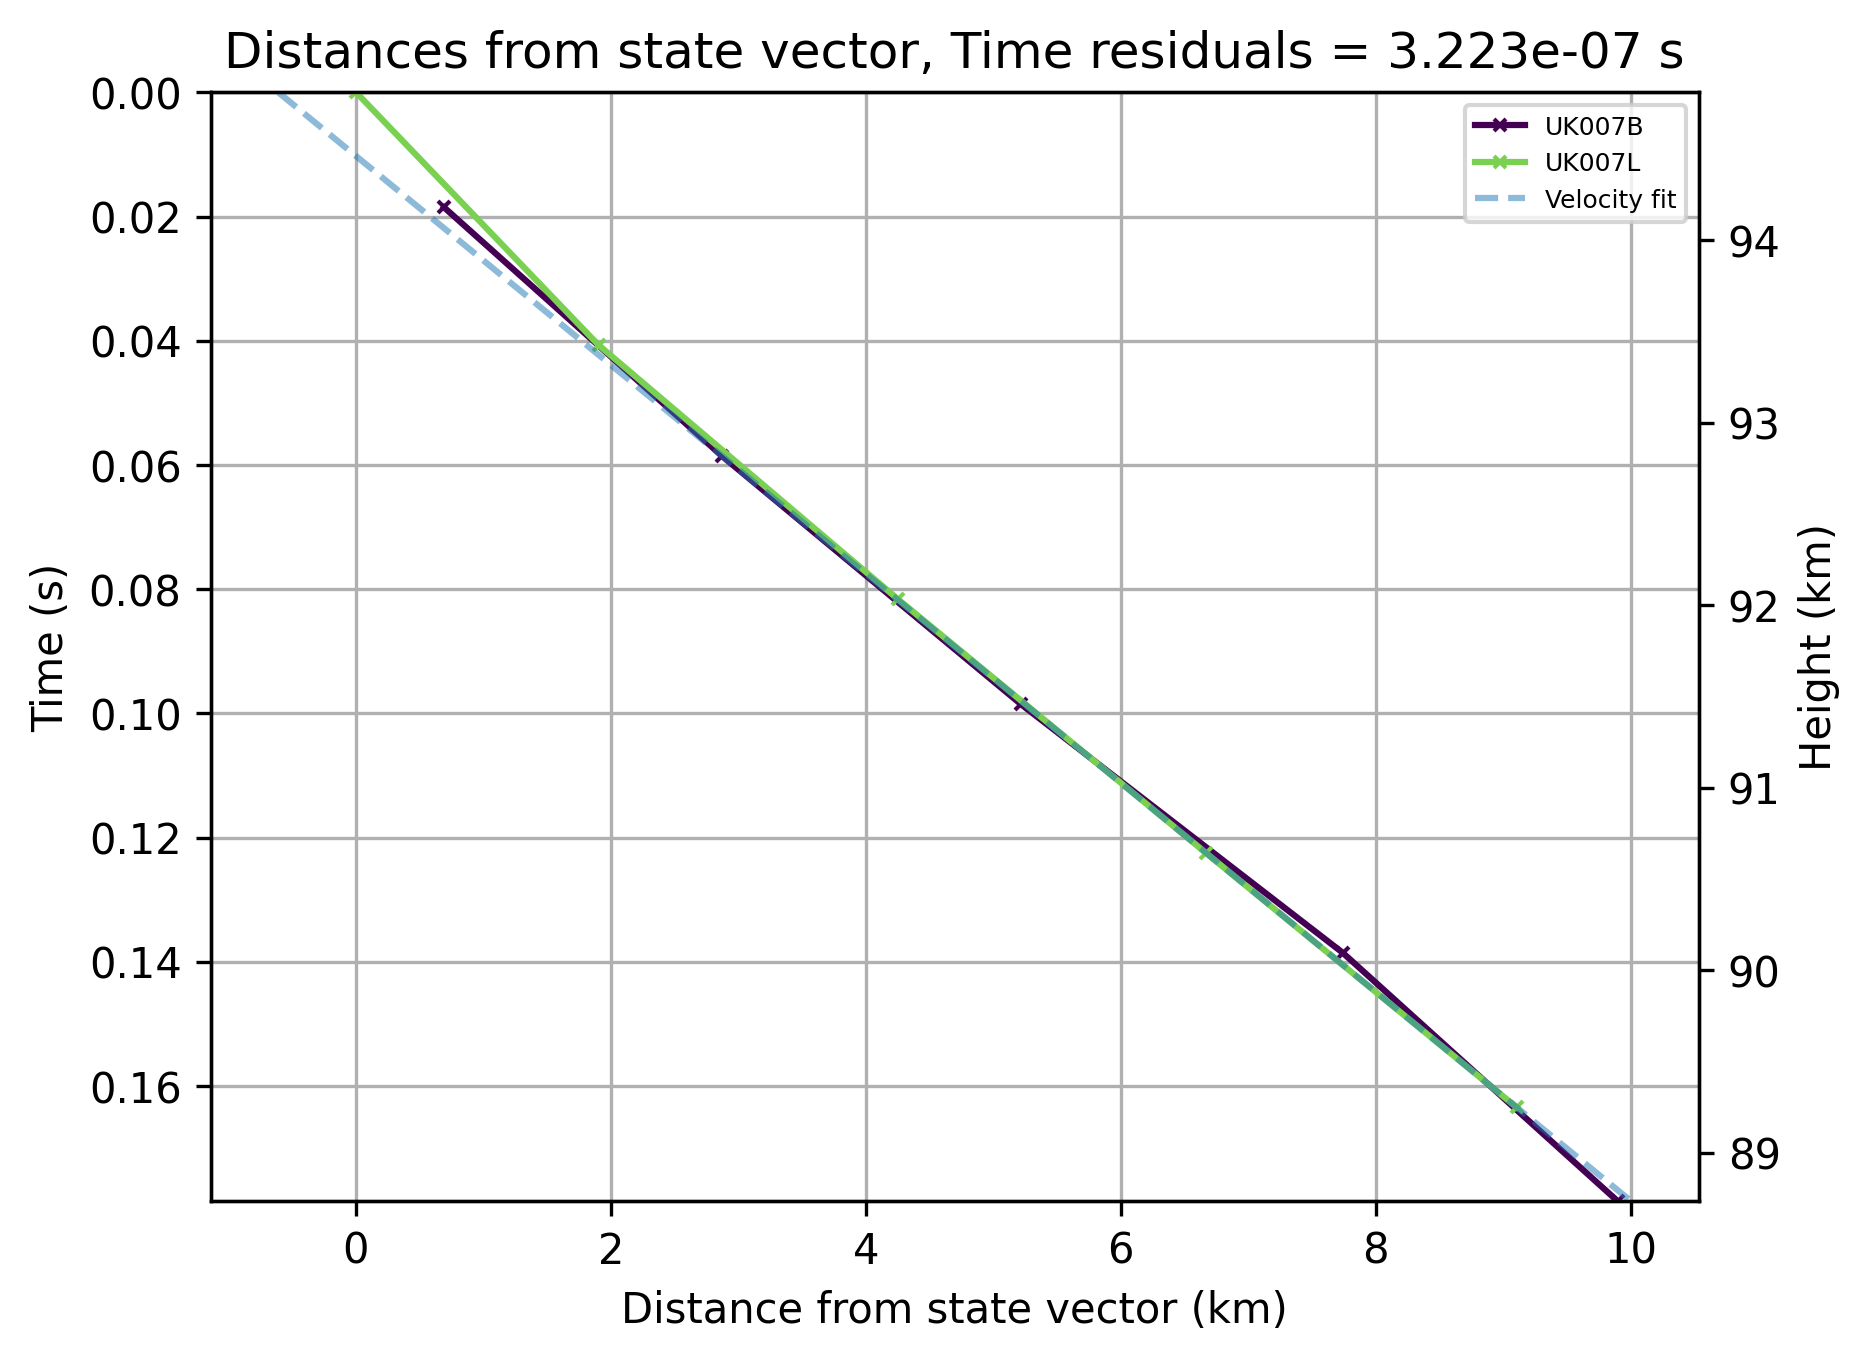 Distances from state vector, Time residuals = 3.223e-07 s
UK007B
UK007L
Velocity fit
Time (s)
0.00
0.02
0.04
0.06
0.08
0.10
0.12
0.14
0.16
94
93
92
91
90
89
Height (km)
0 2 4 6 8 10
Distance from state vector (km)